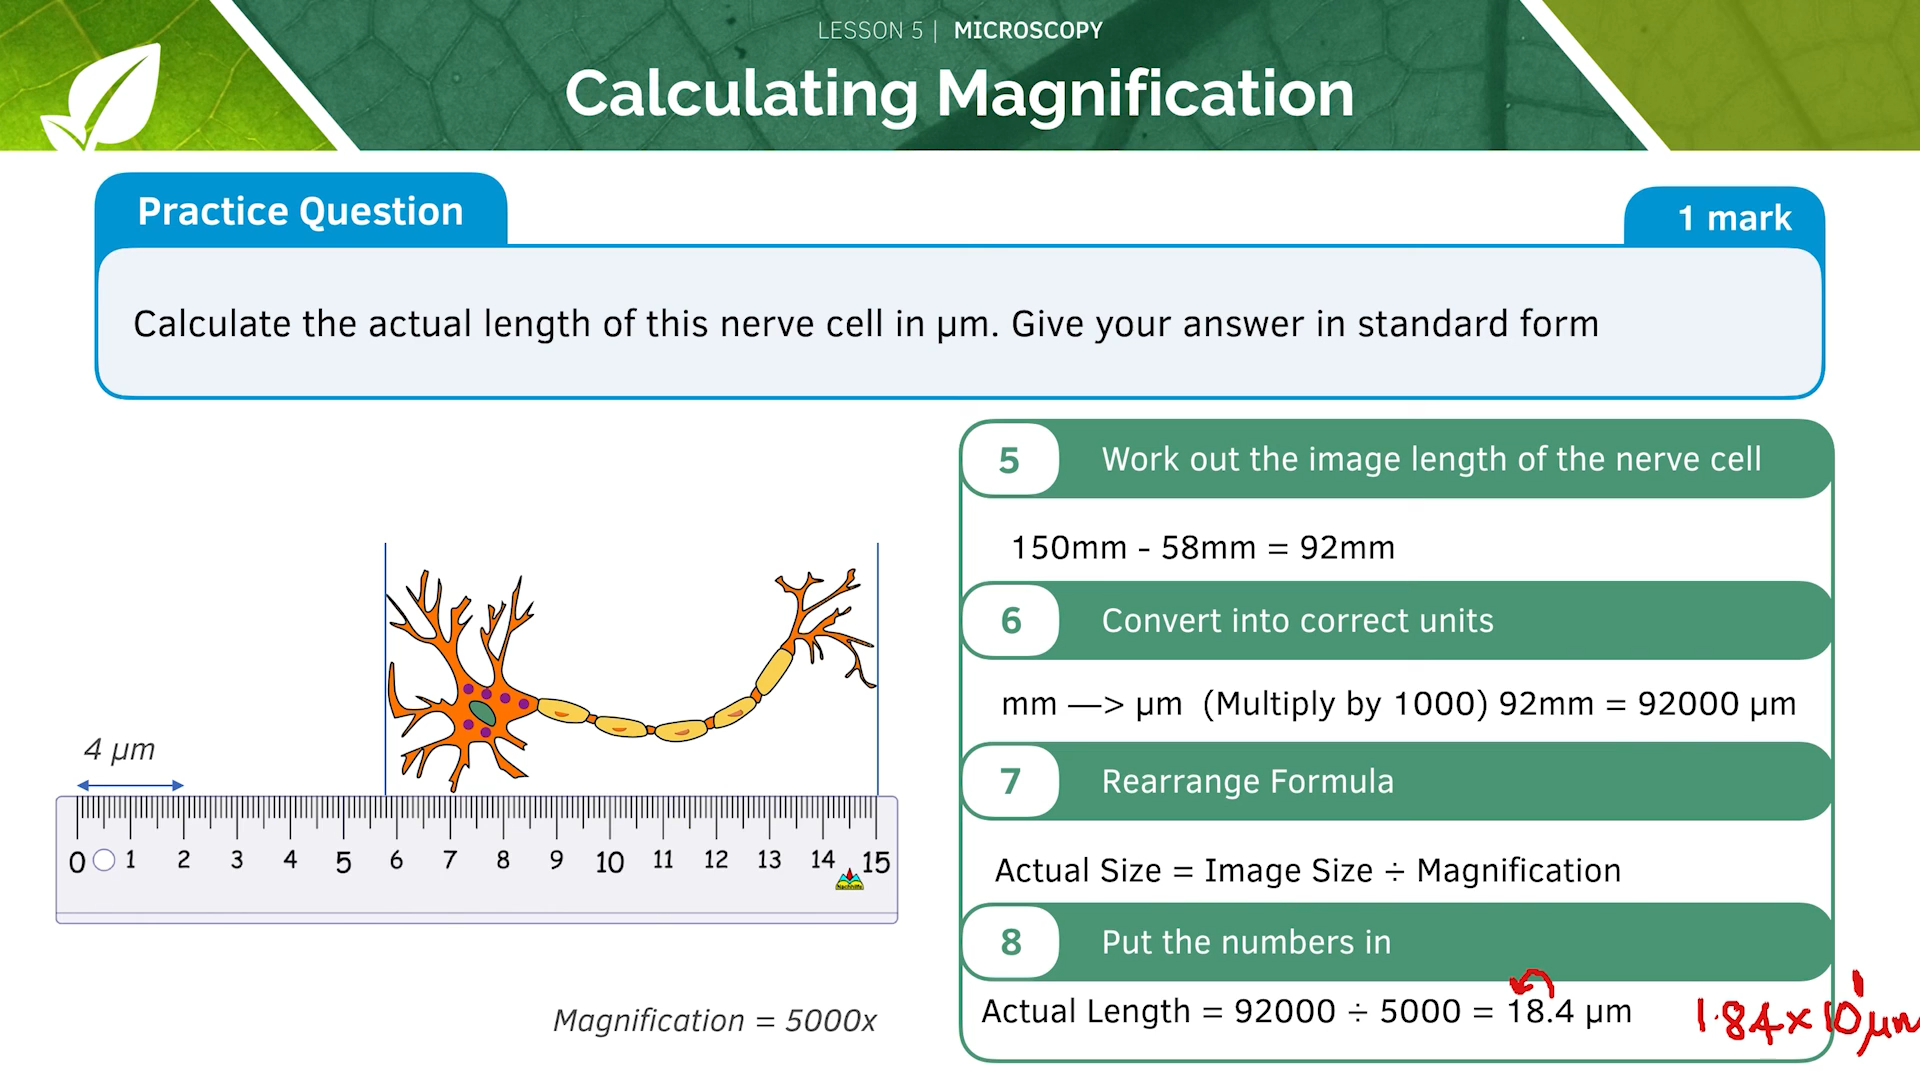 LESSON 5 | MICROSCOPY
Calculating Magnification
Practice Question
1 mark
Calculate the actual length of this nerve cell in µm. Give your answer in standard form
5 Work out the image length of the nerve cell
150mm - 58mm = 92mm
6 Convert into correct units
mm —> µm (Multiply by 1000) 92mm = 92000 µm
7 Rearrange Formula
Actual Size = Image Size ÷ Magnification
8 Put the numbers in
Actual Length = 92000 ÷ 5000 = 18.4 µm
1.84 x 10¹ µm
4 µm
0 1 2 3 4 5 6 7 8 9 10 11 12 13 14 15
Nachhilfe
Magnification = 5000x